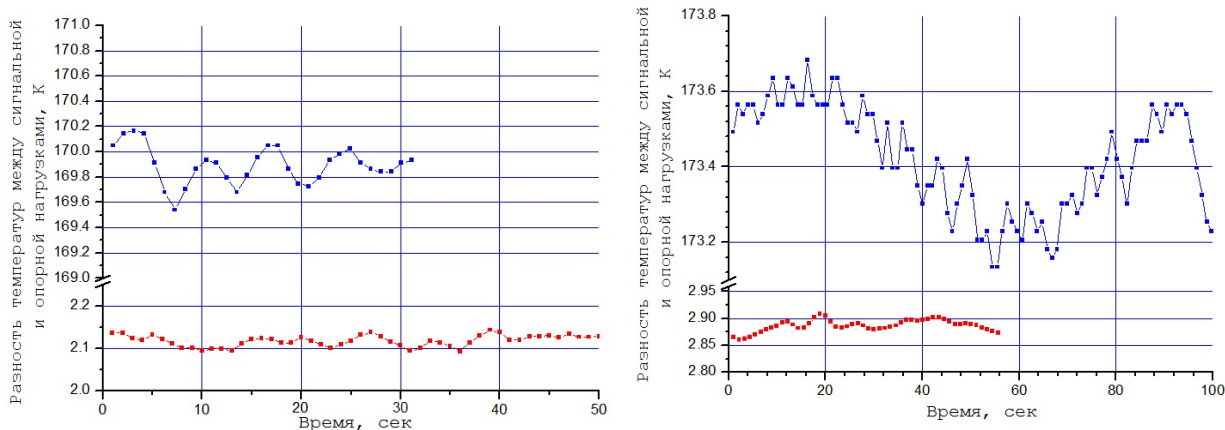 Разность температур между сигнальной
и опорной нагрузками, К
171.0
170.8
170.6
170.4
170.2
170.0
169.8
169.6
169.4
169.2
169.0
2.2
2.1
2.0
0 10 20 30 40 50
Время, сек
Разность температур между сигнальной
и опорной нагрузками, К
173.8
173.6
173.4
173.2
2.95
2.90
2.85
2.80
0 20 40 60 80 100
Время, сек